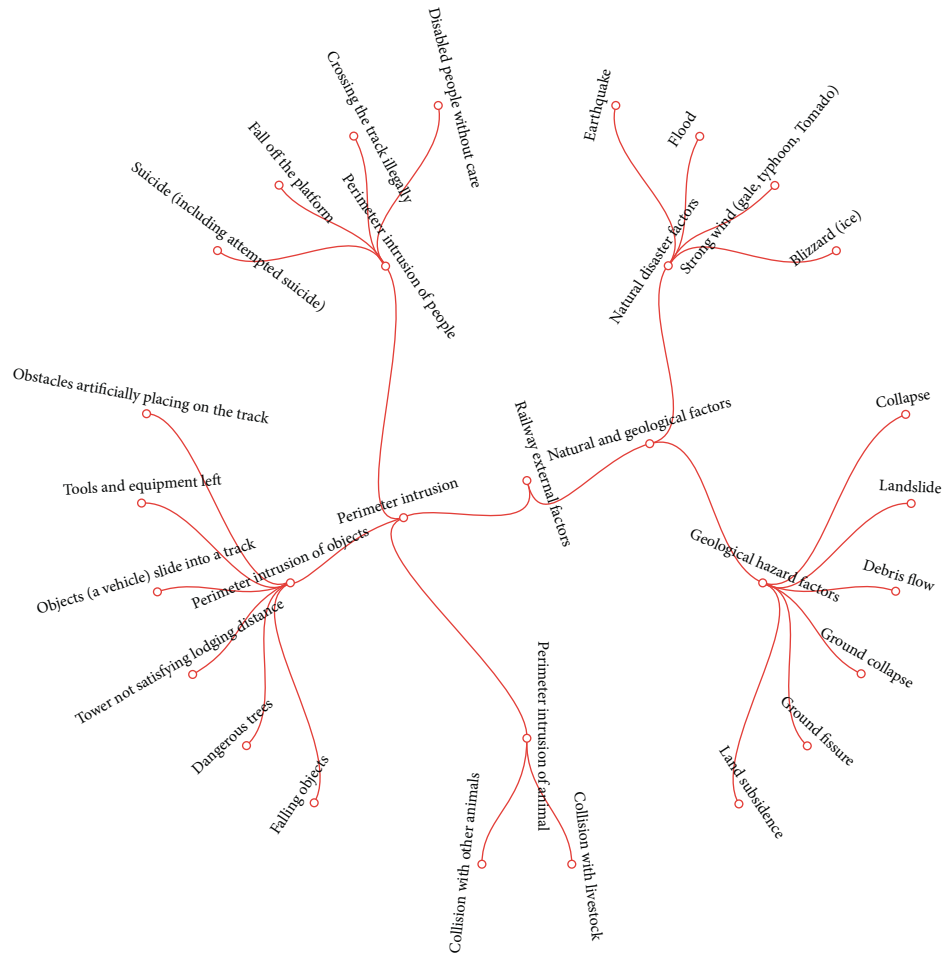 Disabled people without care
Crossing the track illegally
Fall off the platform
Suicide (including attempted suicide)
Perimeterr intrusion of people
Earthquake
Flood
Strong wind (gale, typhoon, Tomado)
Blizzard (ice)
Natural disaster factors
Obstacles artificially placing on the track
Tools and equipment left
Objects (a vehicle) slide into a track
Tower not satisfying lodging distance
Dangerous trees
Falling objects
Perimeter intrusion of objects
Perimeter intrusion
Railway external factors
Natural and geological factors
Collapse
Landslide
Debris flow
Ground collapse
Ground fissure
Land subsidence
Geological hazard factors
Perimeter intrusion of animal
Collision with other animals
Collision with livestock